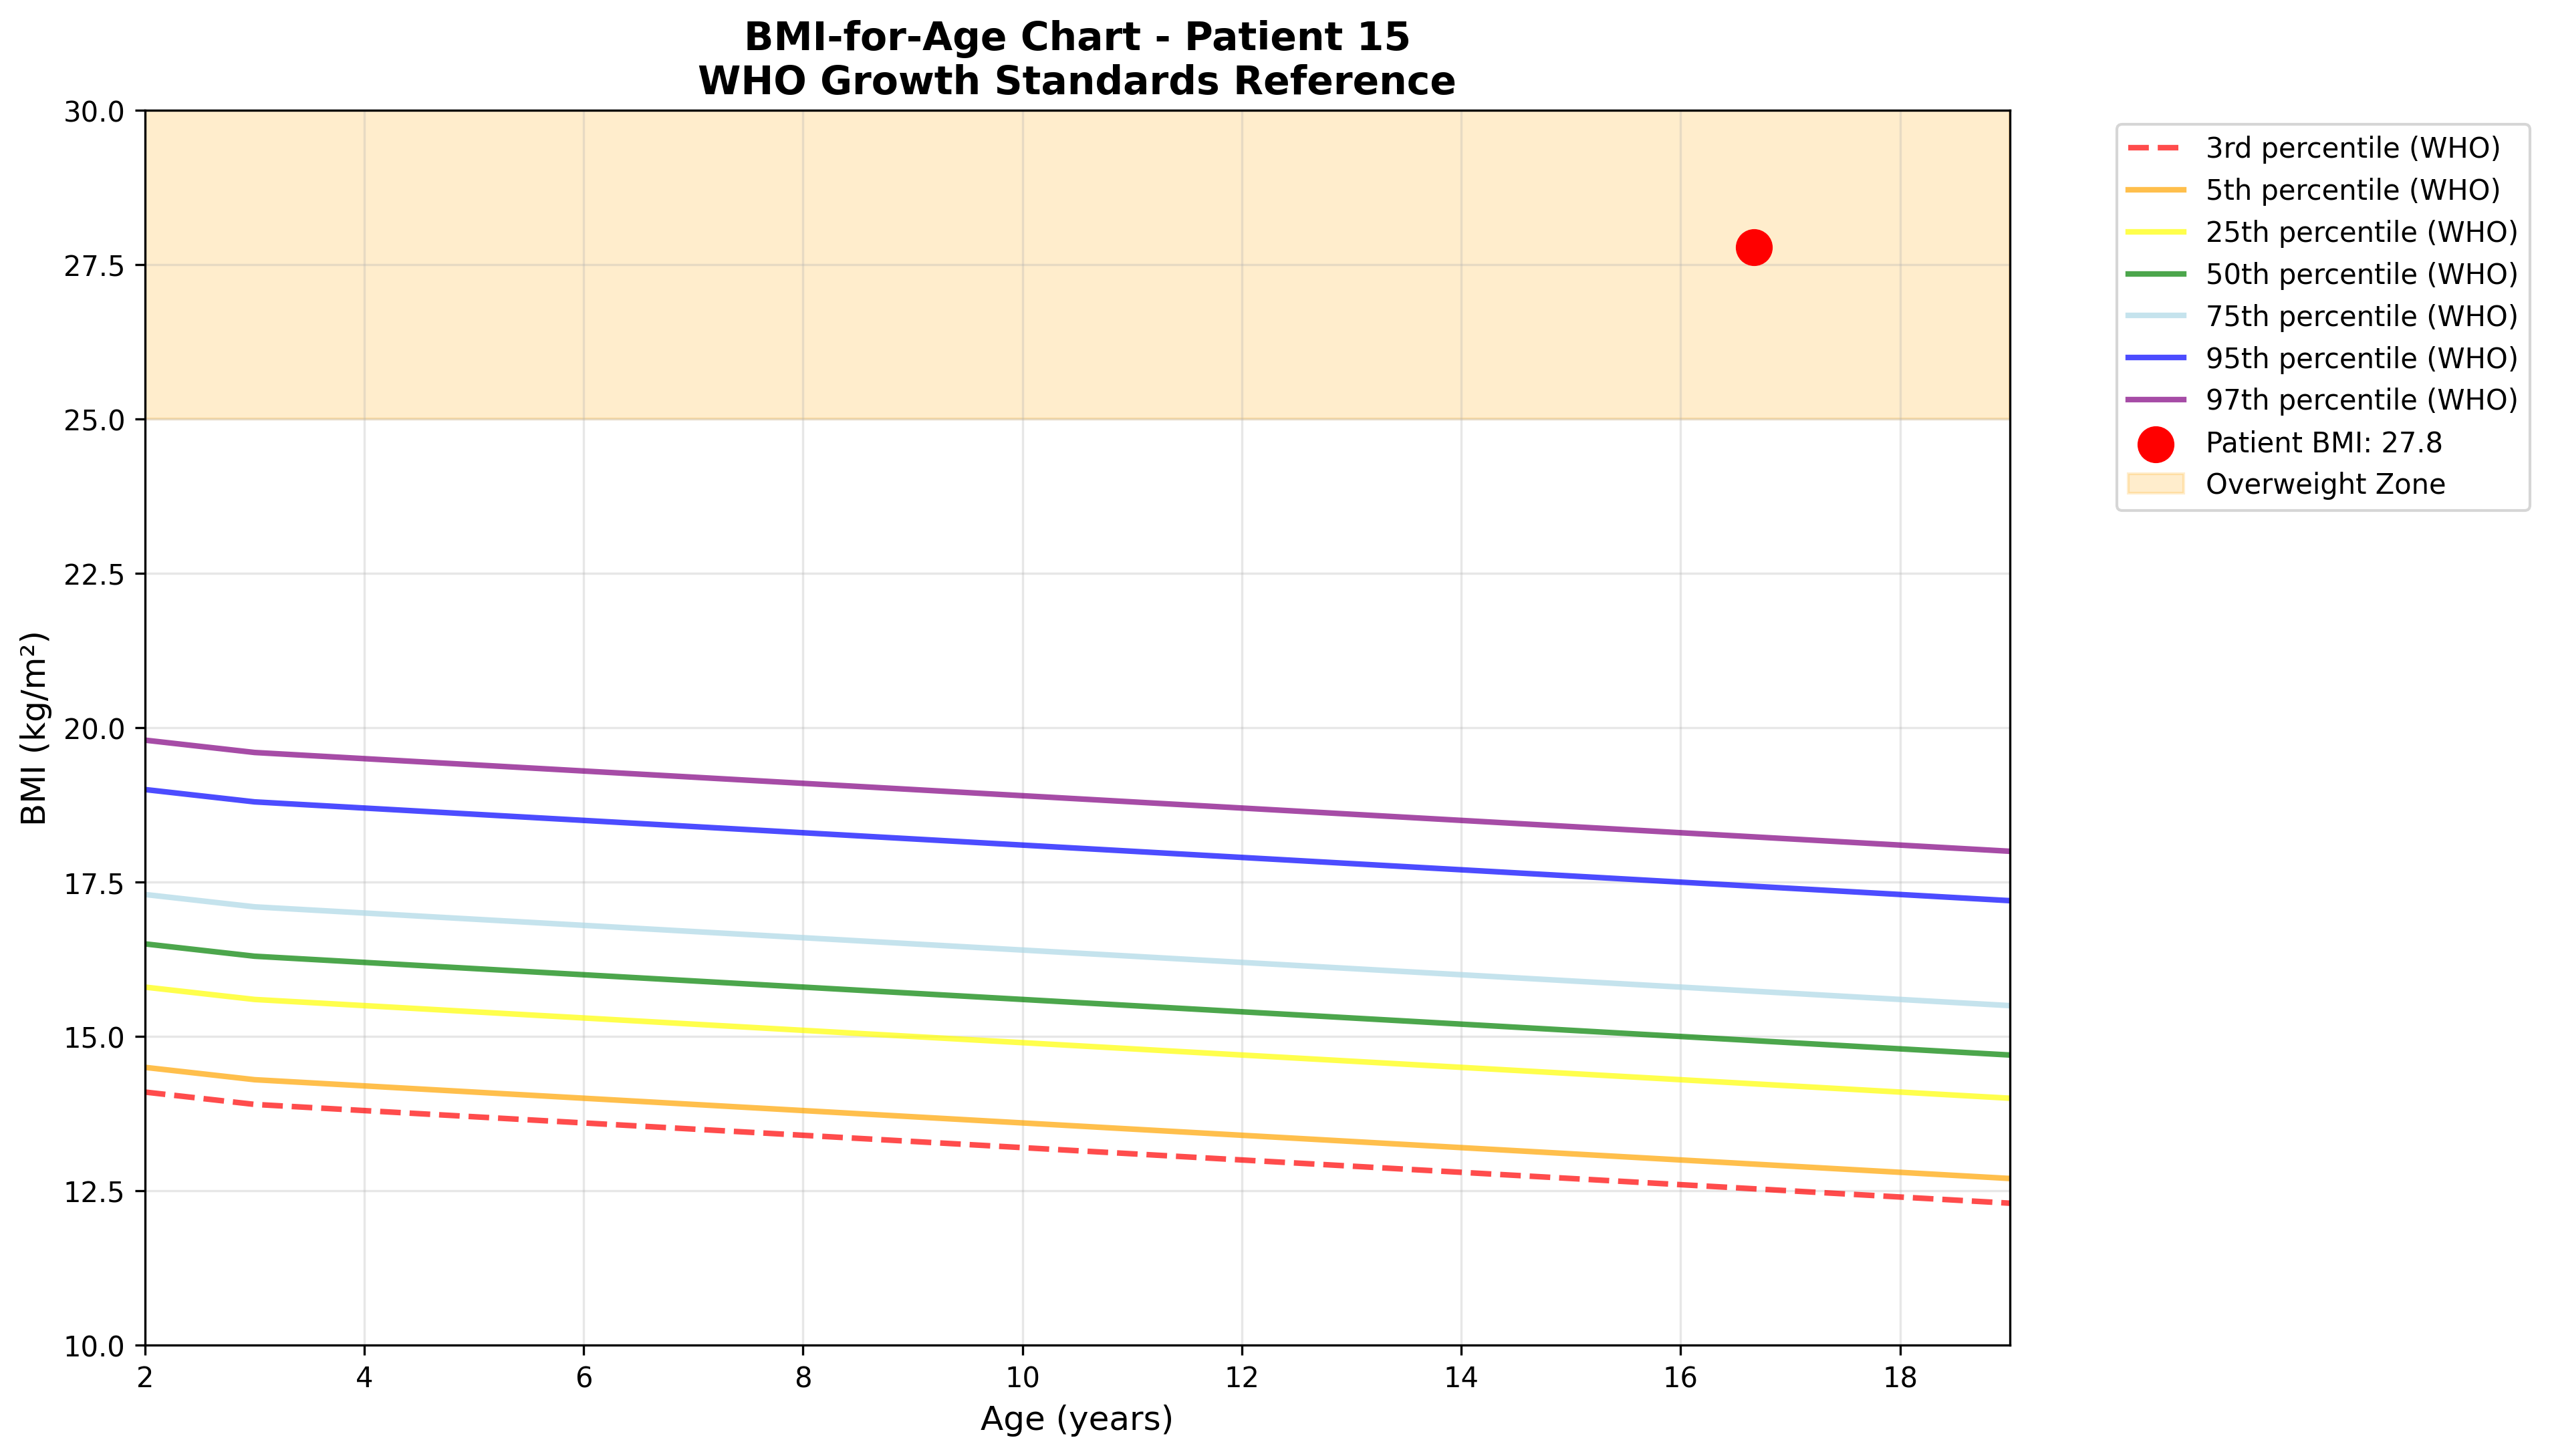 BMI-for-Age Chart - Patient 15
WHO Growth Standards Reference
30.0
27.5
25.0
22.5
20.0
17.5
15.0
12.5
10.0
BMI (kg/m²)
2 4 6 8 10 12 14 16 18
Age (years)
3rd percentile (WHO)
5th percentile (WHO)
25th percentile (WHO)
50th percentile (WHO)
75th percentile (WHO)
95th percentile (WHO)
97th percentile (WHO)
Patient BMI: 27.8
Overweight Zone